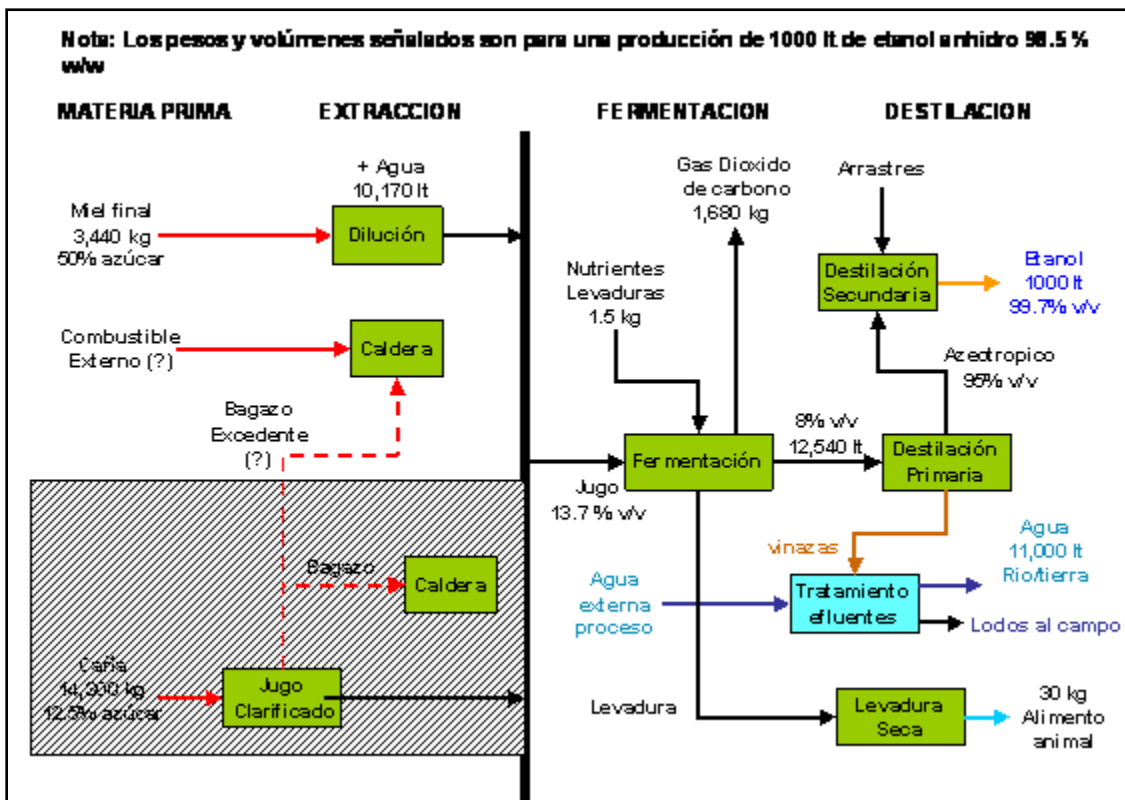 Nota: Los pesos y volúmenes señalados son para una producción de 1000 lt de etanol anhidro 98.5 %
w/w
MATERIA PRIMA
EXTRACCION
FERMENTACION
DESTILACION
+ Agua
10,170 lt
Miel final
3,440 kg
50% azúcar
Dilución
Gas Dioxido
de carbono
1,680 kg
Arrastres
Nutrientes
Levaduras
1.5 kg
Destilación
Secundaria
Etanol
1000 lt
99.7% v/v
Combustible
Externo (?)
Caldera
Azeotropico
95% v/v
Bagazo
Excedente
(?)
Fermentación
8% v/v
12,540 lt
Destilación
Primaria
Jugo
13.7 % v/v
vinazas
Agua
11,000 lt
Rio/tierra
Bagazo
Caldera
Agua
externa
proceso
Tratamiento
efluentes
Lodos al campo
Caña
kg
12.5% azúcar
Jugo
Clarificado
Levadura
Levadura
Seca
30 kg
Alimento
animal